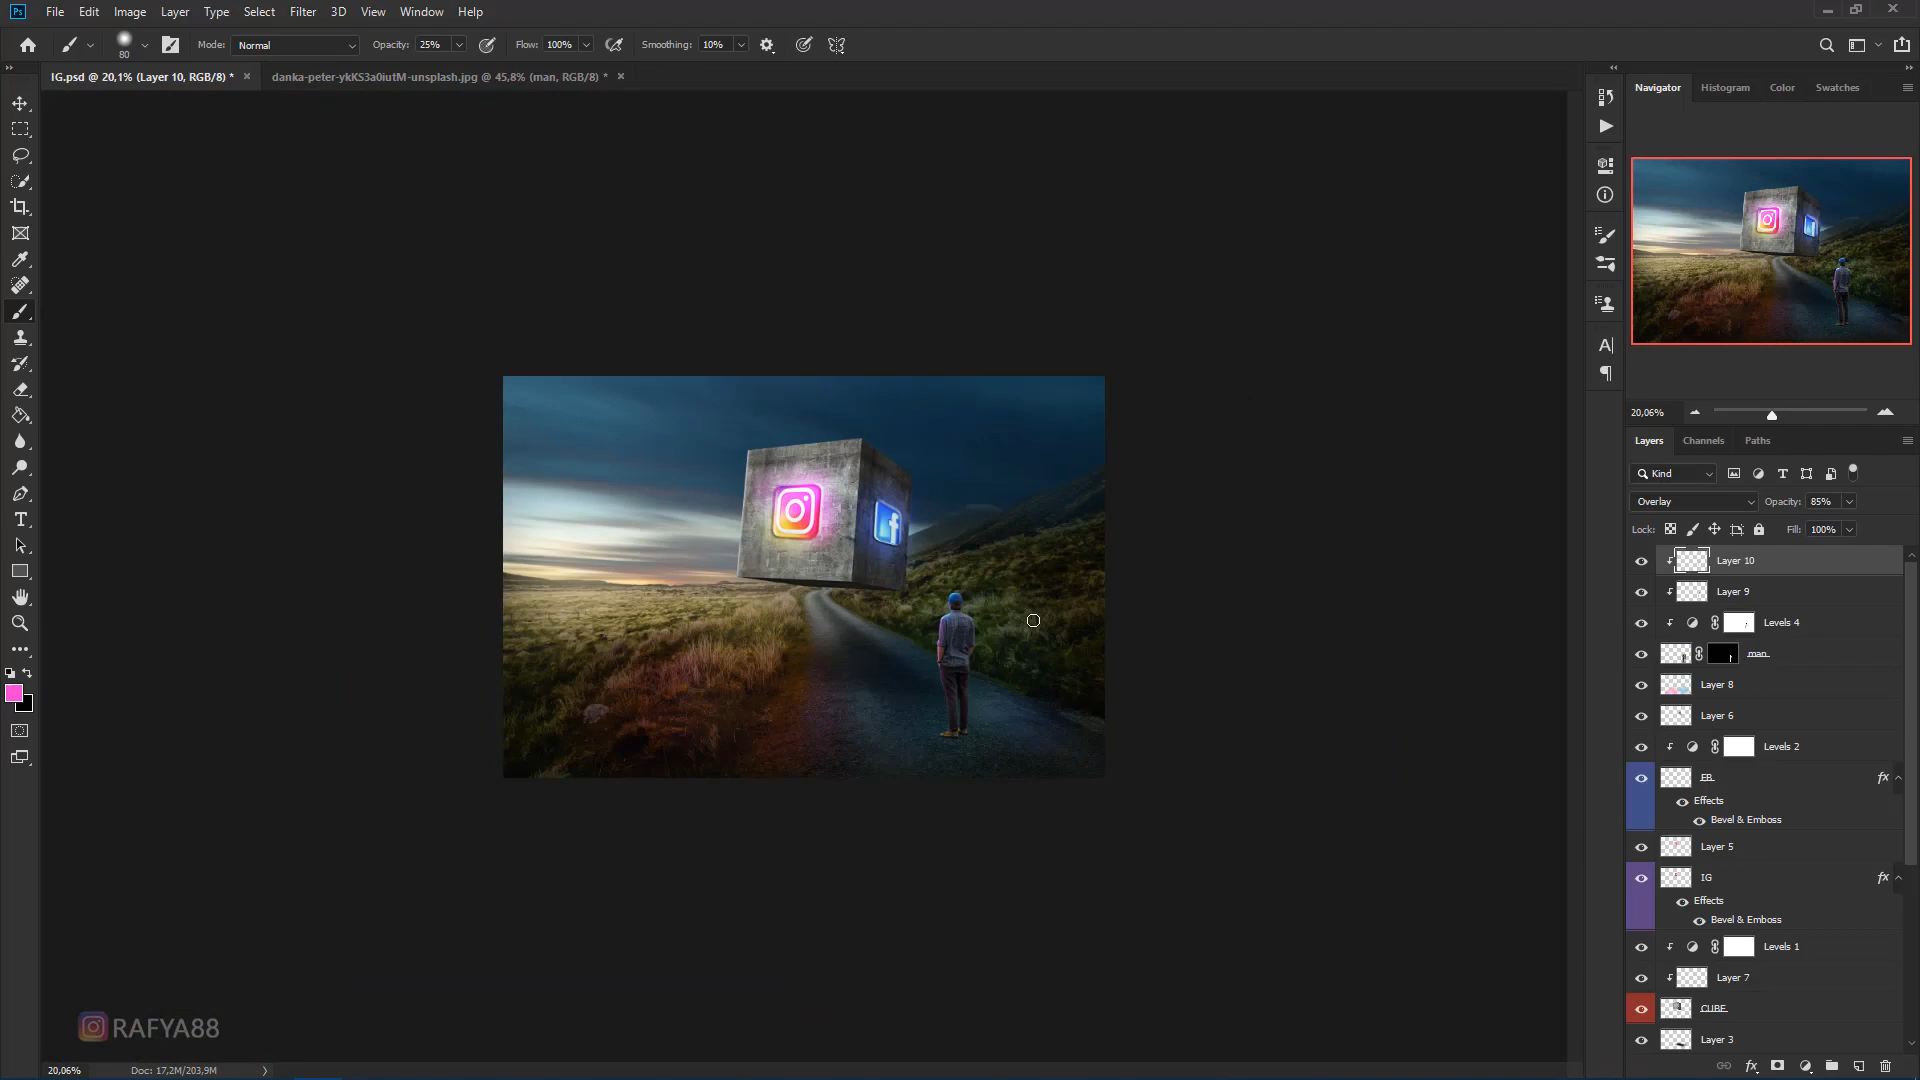 Ps File Edit Image Layer Type Select Filter 3D View Window Help
80 Mode: Normal Opacity: 25% Flow: 100% Smoothing: 10%
IG.psd @ 20,1% (Layer 10, RGB/8) * × danka-peter-ykKS3a0iutM-unsplash.jpg @ 45,8% (man, RGB/8) * ×
Navigator Histogram Color Swatches
20,06%
Layers Channels Paths
Kind
Overlay Opacity: 85%
Lock: Fill: 100%
Layer 10
Layer 9
Levels 4
man
Layer 8
Layer 6
Levels 2
FB fx
Effects
Bevel & Emboss
Layer 5
IG fx
Effects
Bevel & Emboss
Levels 1
Layer 7
CUBE
Layer 3
RAFYA88
20,06% Doc: 17,2M/203,9M